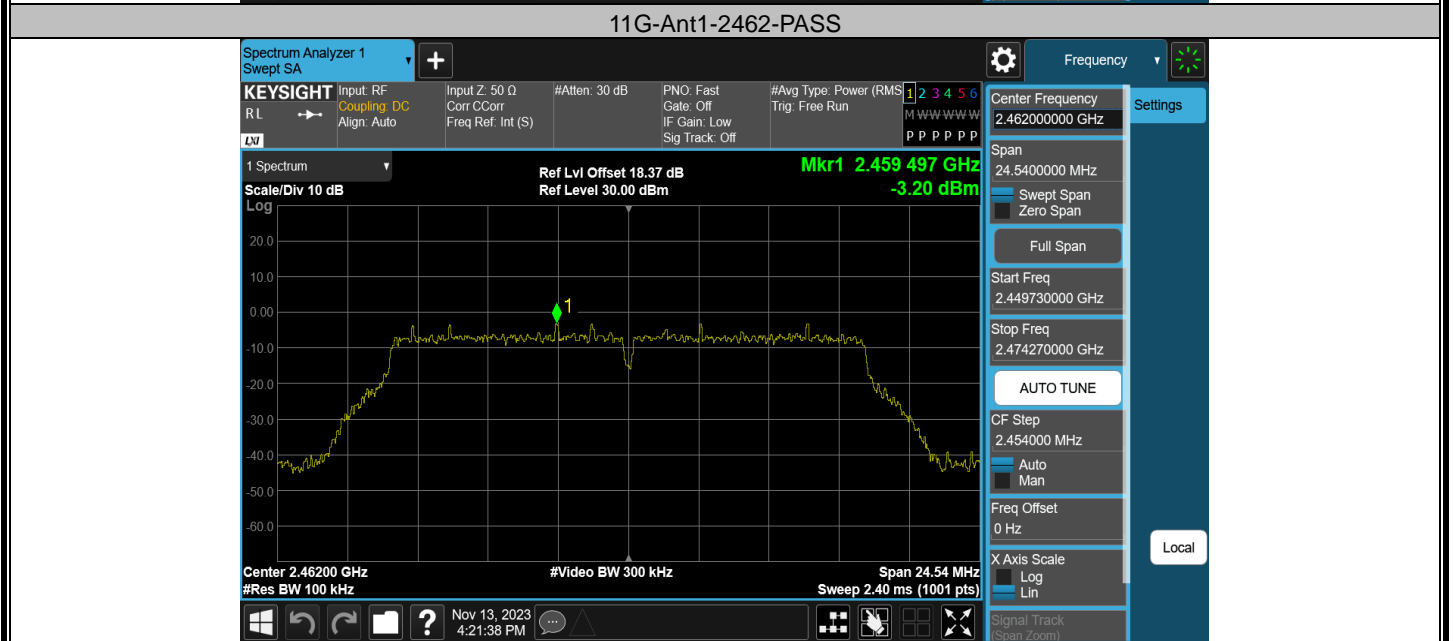 11G-Ant1-2462-PASS
Spectrum Analyzer 1
Swept SA
+
Frequency
KEYSIGHT
Input: RF
Input Z: 50 Ω
#Atten: 30 dB
PNO: Fast
#Avg Type: Power (RMS
1 2 3 4 5 6
R L
Coupling: DC
Corr CCorr
Gate: Off
Trig: Free Run
Align: Auto
Freq Ref: Int (S)
IF Gain: Low
M W W W W W
Sig Track: Off
P P P P P P
LXI
1 Spectrum
Ref Lvl Offset 18.37 dB
Mkr1 2.459 497 GHz
Scale/Div 10 dB
Ref Level 30.00 dBm
-3.20 dBm
Log
20.0
10.0
0.00
-10.0
-20.0
-30.0
-40.0
-50.0
-60.0
1
Center 2.46200 GHz
#Video BW 300 kHz
Span 24.54 MHz
#Res BW 100 kHz
Sweep 2.40 ms (1001 pts)
Center Frequency
2.462000000 GHz
Settings
Span
24.5400000 MHz
Swept Span
Zero Span
Full Span
Start Freq
2.449730000 GHz
Stop Freq
2.474270000 GHz
AUTO TUNE
CF Step
2.454000 MHz
Auto
Man
Freq Offset
0 Hz
X Axis Scale
Log
Lin
Local
Signal Track
(Span Zoom)
?
Nov 13, 2023
4:21:38 PM